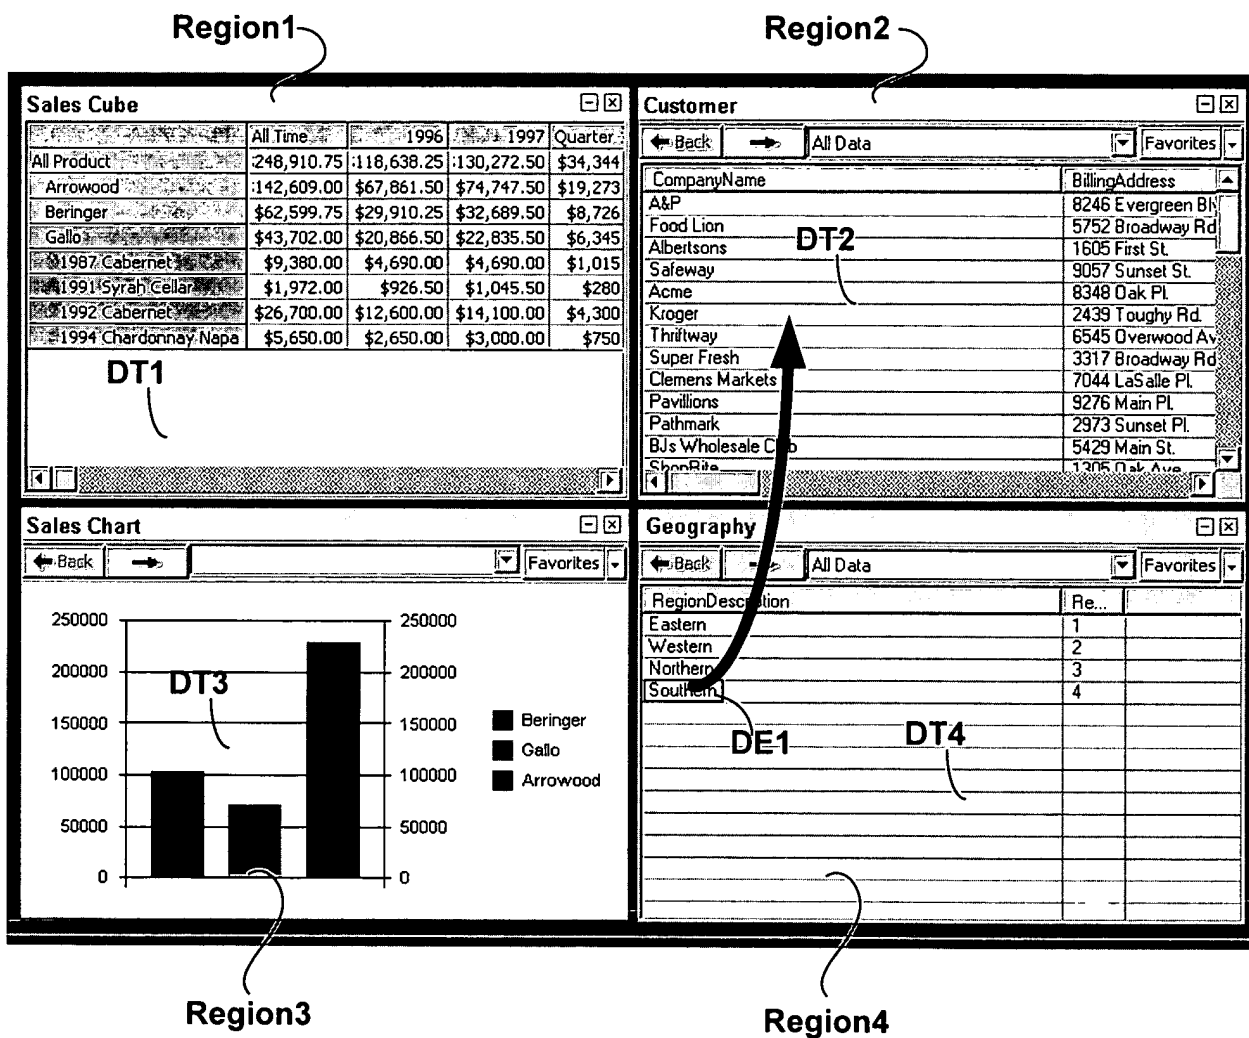 Region1
Region2
Sales Cube
All Time 1996 1997 Quarter
All Product :248,910.75 :118,638.25 :130,272.50 $34,344
Arrowood :142,609.00 $67,861.50 $74,747.50 $19,273
Beringer $62,599.75 $29,910.25 $32,689.50 $8,726
Gallo $43,702.00 $20,866.50 $22,835.50 $6,345
1987 Cabernet $9,380.00 $4,690.00 $4,690.00 $1,015
1991 Syrah Cellar $1,972.00 $926.50 $1,045.50 $280
1992 Cabernet $26,700.00 $12,600.00 $14,100.00 $4,300
1994 Chardonnay Napa $5,650.00 $2,650.00 $3,000.00 $750
DT1
Customer
Back All Data Favorites
CompanyName BillingAddress
A&P 8246 Evergreen Bl
Food Lion 5752 Broadway Rd
Albertsons 1605 First St.
Safeway 9057 Sunset St.
Acme 8348 Oak Pl.
Kroger 2439 Toughy Rd.
Thriftway 6545 Overwood Av
Super Fresh 3317 Broadway Rd
Clemens Markets 7044 LaSalle Pl.
Pavillions 9276 Main Pl.
Pathmark 2973 Sunset Pl.
BJs Wholesale 5429 Main St.
ShopRite 1305 Oak Ave
DT2
Sales Chart
Back Favorites
250000 250000
200000 200000
150000 150000
100000 100000
50000 50000
0 0
DT3
Beringer
Gallo
Arrowood
Geography
Back All Data Favorites
RegionDescription Re...
Eastern 1
Western 2
Northern 3
Southern 4
DE1
DT4
Region3
Region4